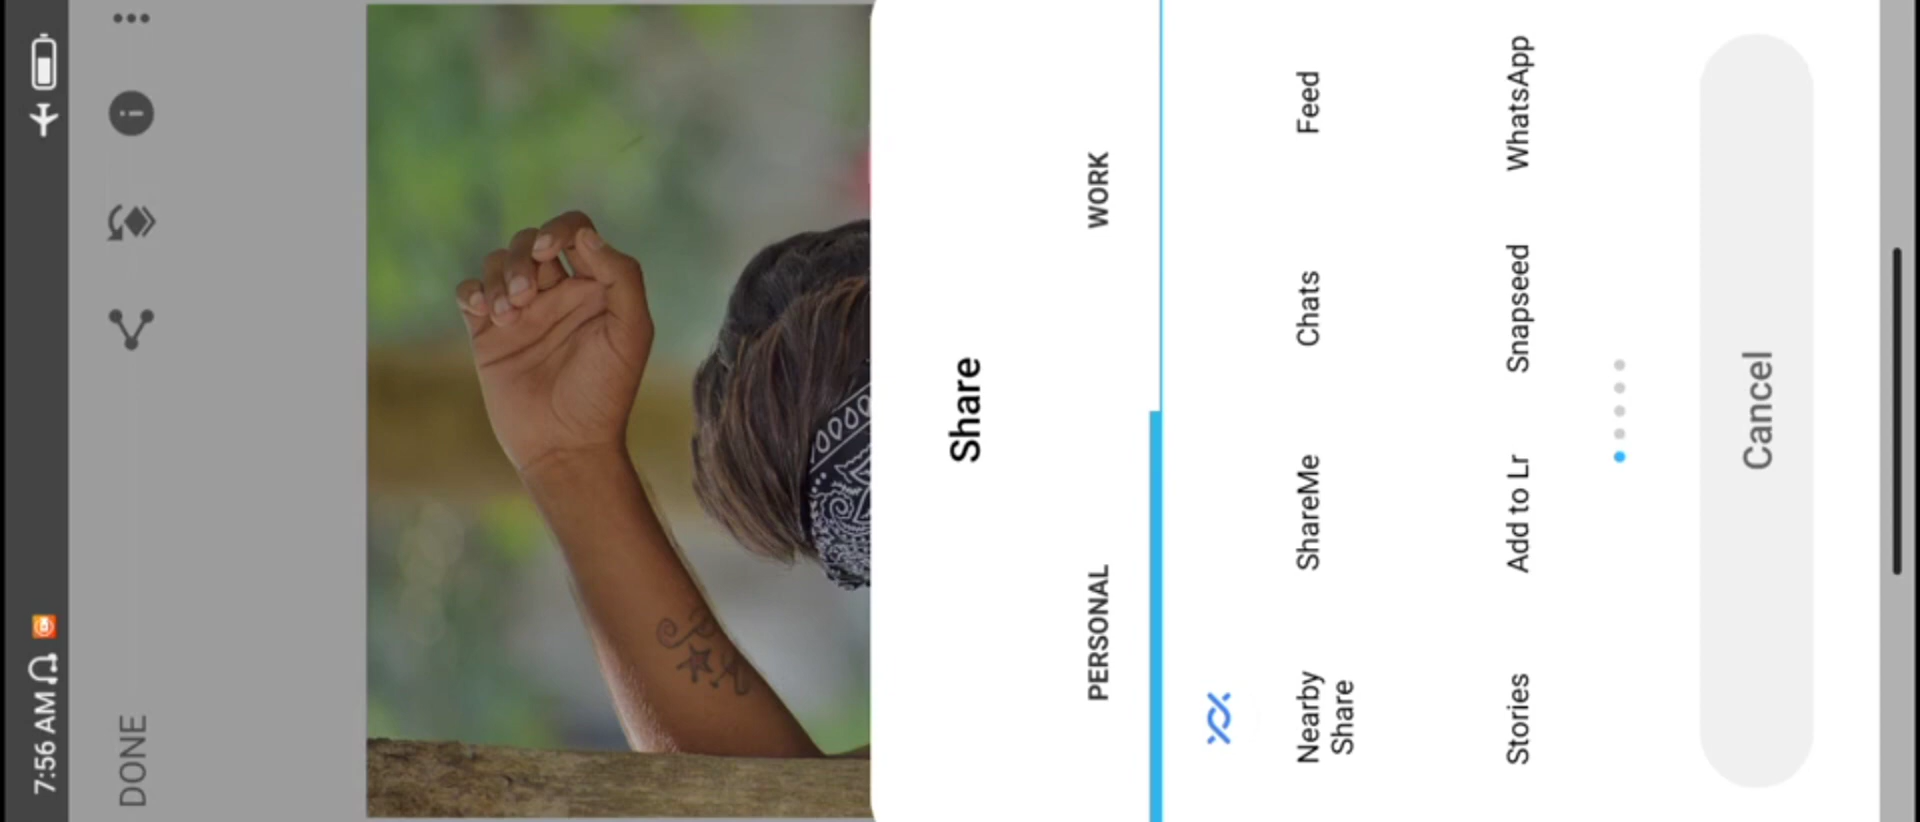 7:56 AM
DONE
Share
PERSONAL
WORK
Nearby
Share
ShareMe
Chats
Feed
Stories
Add to Lr
Snapseed
WhatsApp
Cancel